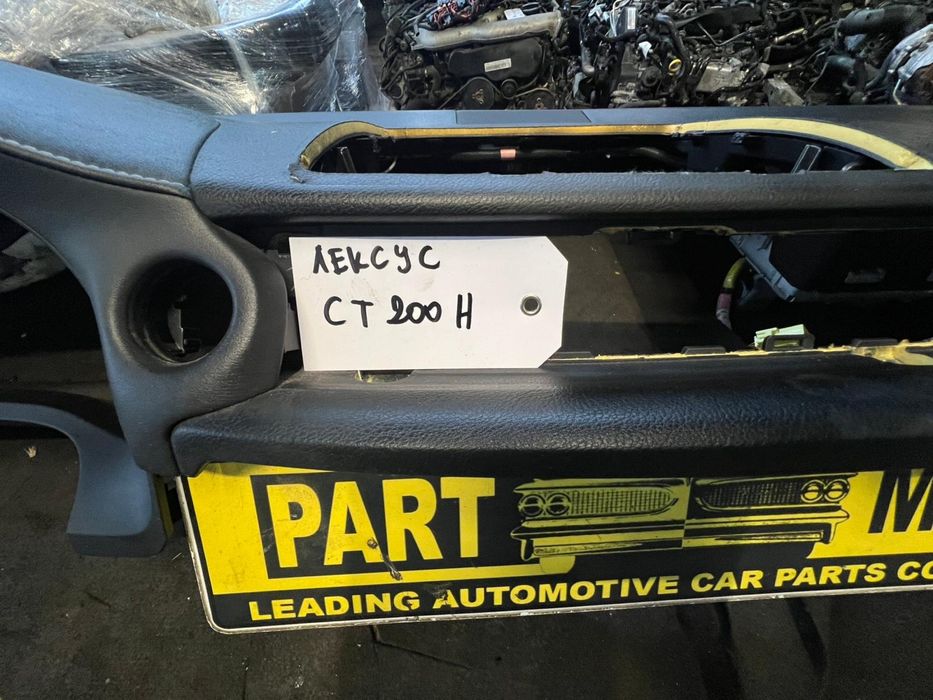 ЛЕКСУС
CT 200 H
PART M
LEADING AUTOMOTIVE CAR PARTS CO